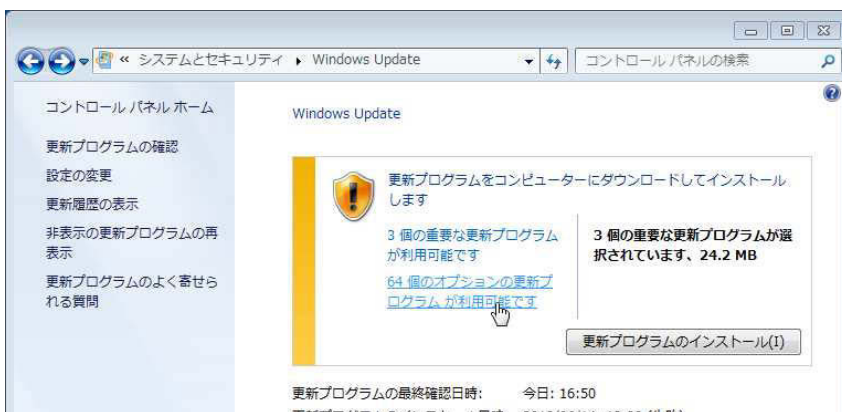 « システムとセキュリティ ▸ Windows Update
コントロール パネルの検索
コントロール パネル ホーム
更新プログラムの確認
設定の変更
更新履歴の表示
非表示の更新プログラムの再
表示
更新プログラムのよく寄せら
れる質問
Windows Update
更新プログラムをコンピューターにダウンロードしてインストール
します
3 個の重要な更新プログラム
が利用可能です
64 個のオプションの更新プ
ログラム が利用可能です
3 個の重要な更新プログラムが選
択されています、24.2 MB
更新プログラムのインストール(I)
更新プログラムの最終確認日時: 今日: 16:50